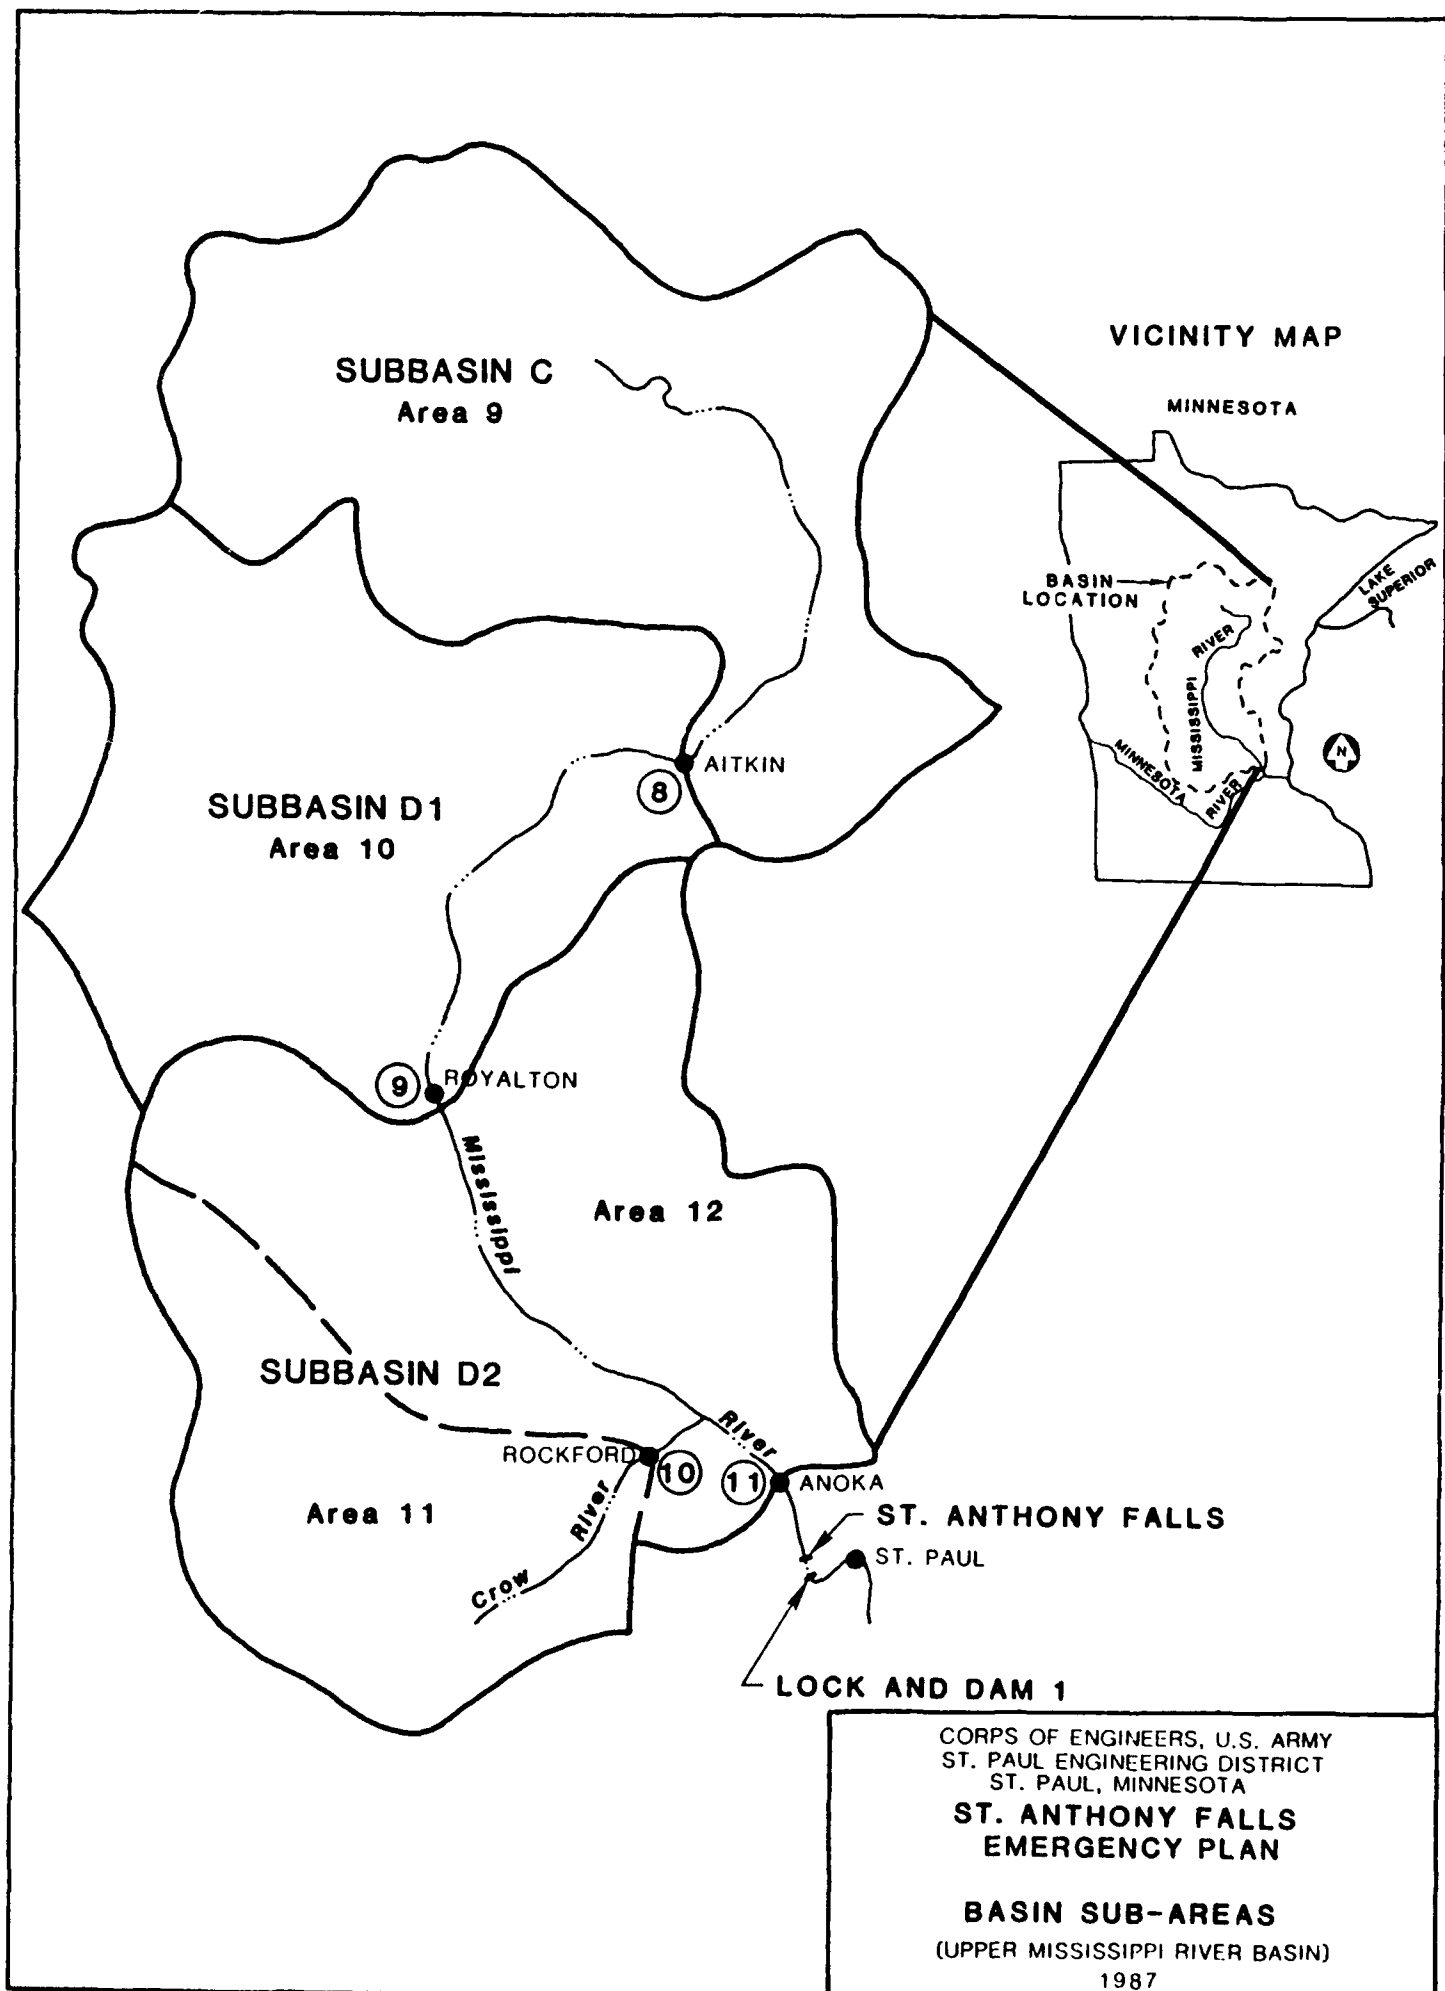 VICINITY MAP
MINNESOTA
BASIN
LOCATION
LAKE
SUPERIOR
RIVER
MISSISSIPPI
MINNESOTA
RIVER
N
SUBBASIN C
Area 9
AITKIN
8
SUBBASIN D1
Area 10
9
ROYALTON
Mississippi
Area 12
SUBBASIN D2
River
ROCKFORD
10
11
ANOKA
Area 11
River
Crow
ST. ANTHONY FALLS
ST. PAUL
LOCK AND DAM 1
CORPS OF ENGINEERS, U.S. ARMY
ST. PAUL ENGINEERING DISTRICT
ST. PAUL, MINNESOTA
ST. ANTHONY FALLS
EMERGENCY PLAN
BASIN SUB-AREAS
(UPPER MISSISSIPPI RIVER BASIN)
1987